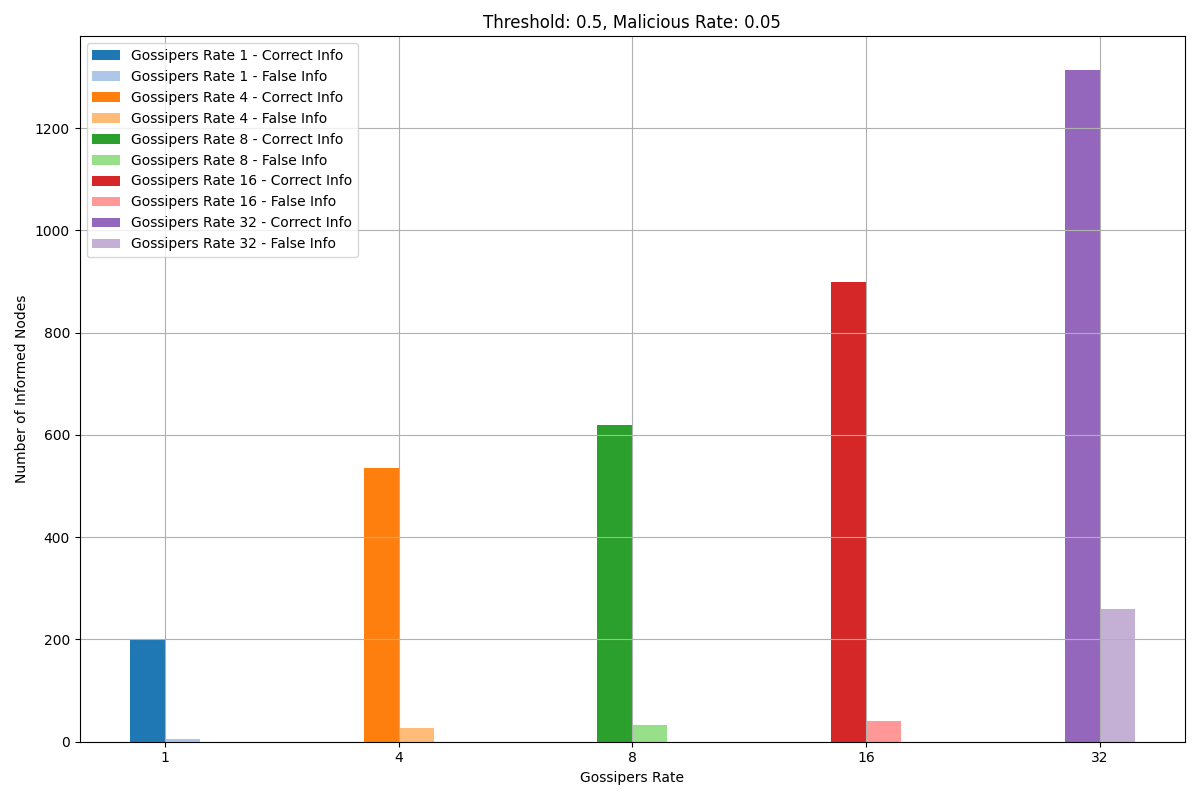 Threshold: 0.5, Malicious Rate: 0.05
Gossipers Rate 1 - Correct Info
Gossipers Rate 1 - False Info
Gossipers Rate 4 - Correct Info
Gossipers Rate 4 - False Info
Gossipers Rate 8 - Correct Info
Gossipers Rate 8 - False Info
Gossipers Rate 16 - Correct Info
Gossipers Rate 16 - False Info
Gossipers Rate 32 - Correct Info
Gossipers Rate 32 - False Info
Number of Informed Nodes
1200
1000
800
600
400
200
0
1 4 8 16 32
Gossipers Rate